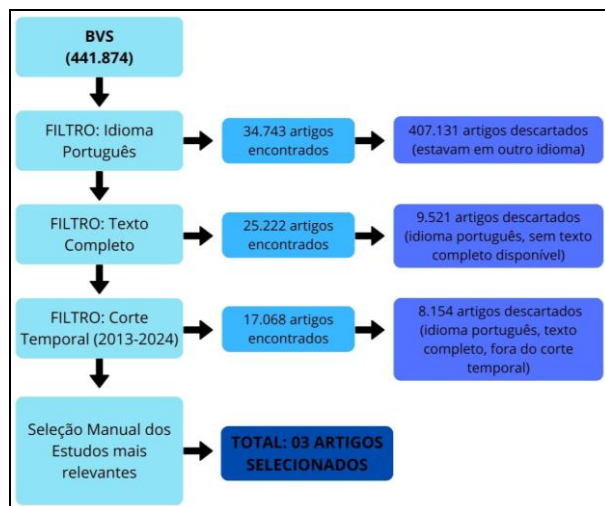 BVS
(441.874)
FILTRO: Idioma
Português
34.743 artigos
encontrados
407.131 artigos descartados
(estavam em outro idioma)
FILTRO: Texto
Completo
25.222 artigos
encontrados
9.521 artigos descartados
(idioma português, sem texto
completo disponível)
FILTRO: Corte
Temporal (2013-2024)
17.068 artigos
encontrados
8.154 artigos descartados
(idioma português, texto
completo, fora do corte
temporal)
Seleção Manual dos
Estudos mais
relevantes
TOTAL: 03 ARTIGOS
SELECIONADOS